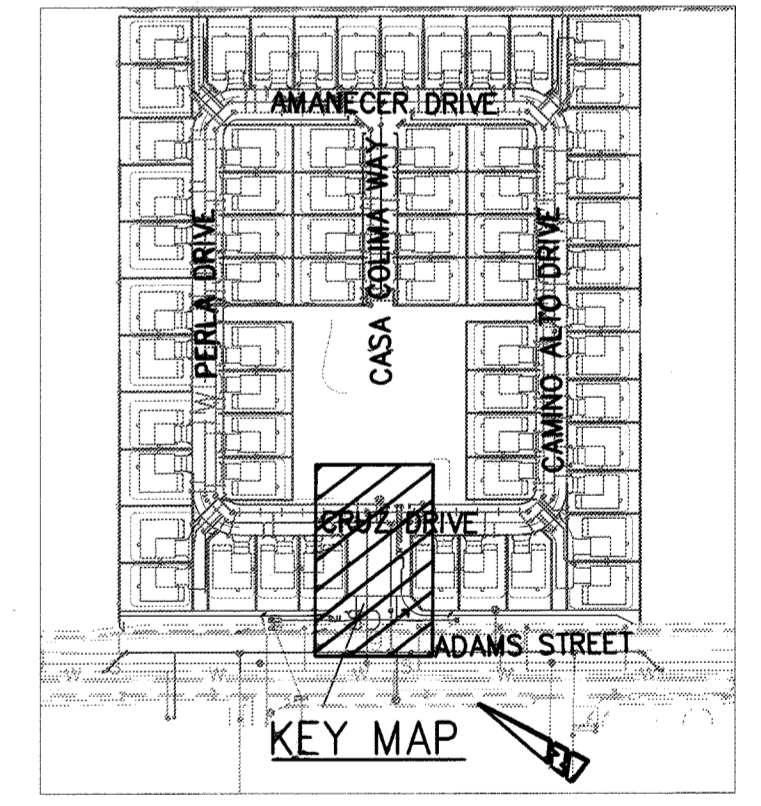 AMANECER DRIVE
CASA COLIMA WAY
PERLA DRIVE
CAMINO ALTO DRIVE
CRUZ DRIVE
ADAMS STREET
KEY MAP